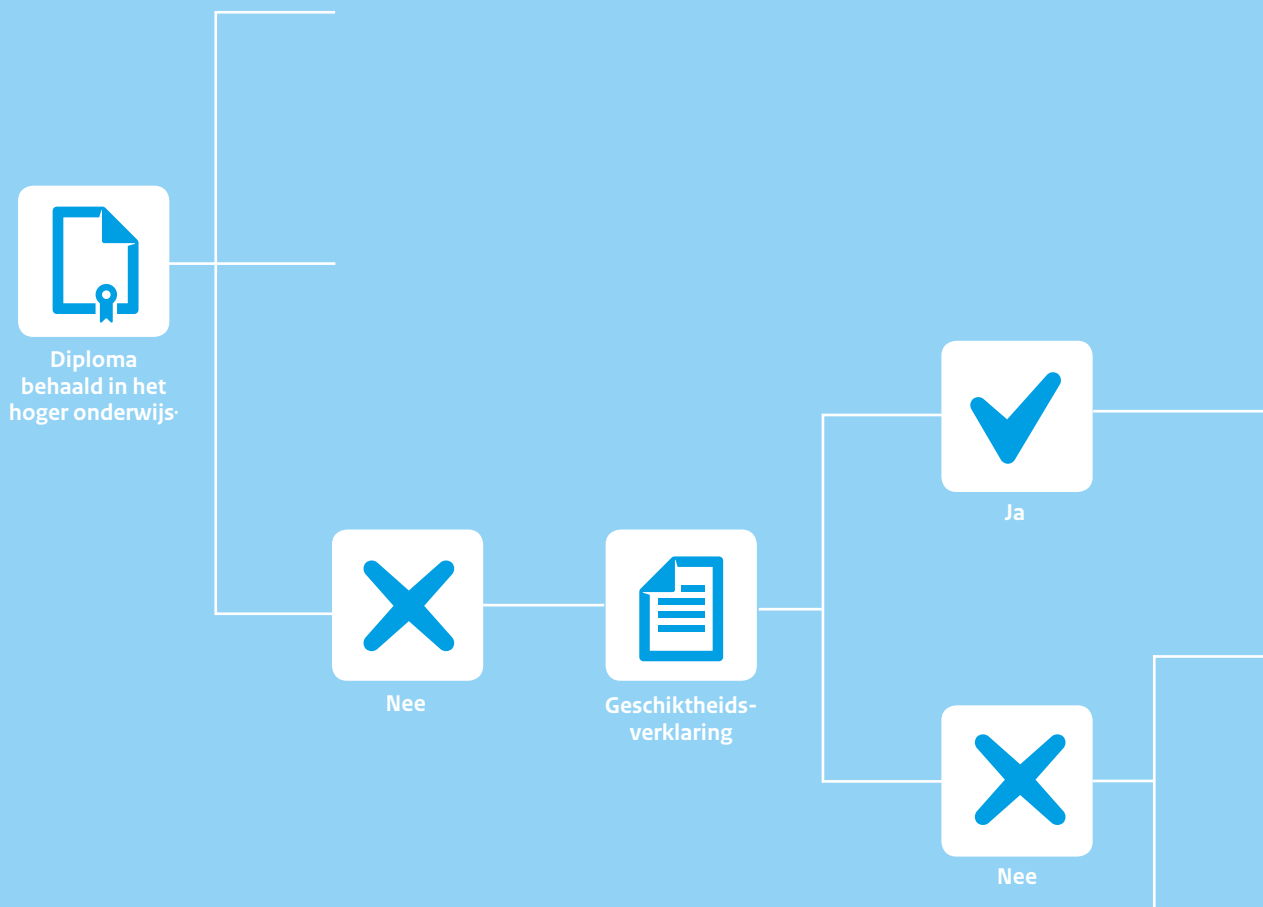 Diploma
behaald in het
hoger onderwijs
Ja
Nee
Geschiktheids-
verklaring
Nee